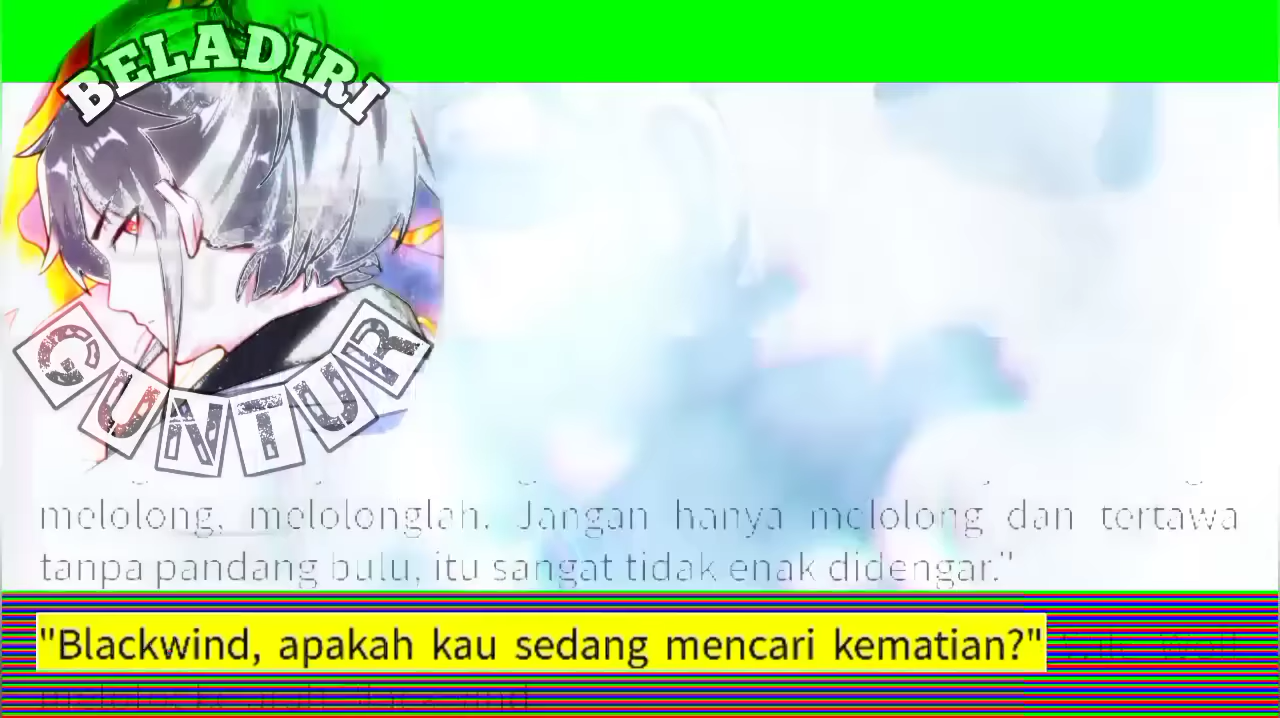 BELADIRI
GUNTUR
melolong, melolonglah. Jangan hanya melolong dan tertawa
tanpa pandang bulu, itu sangat tidak enak didengar."
"Blackwind, apakah kau sedang mencari kematian?"